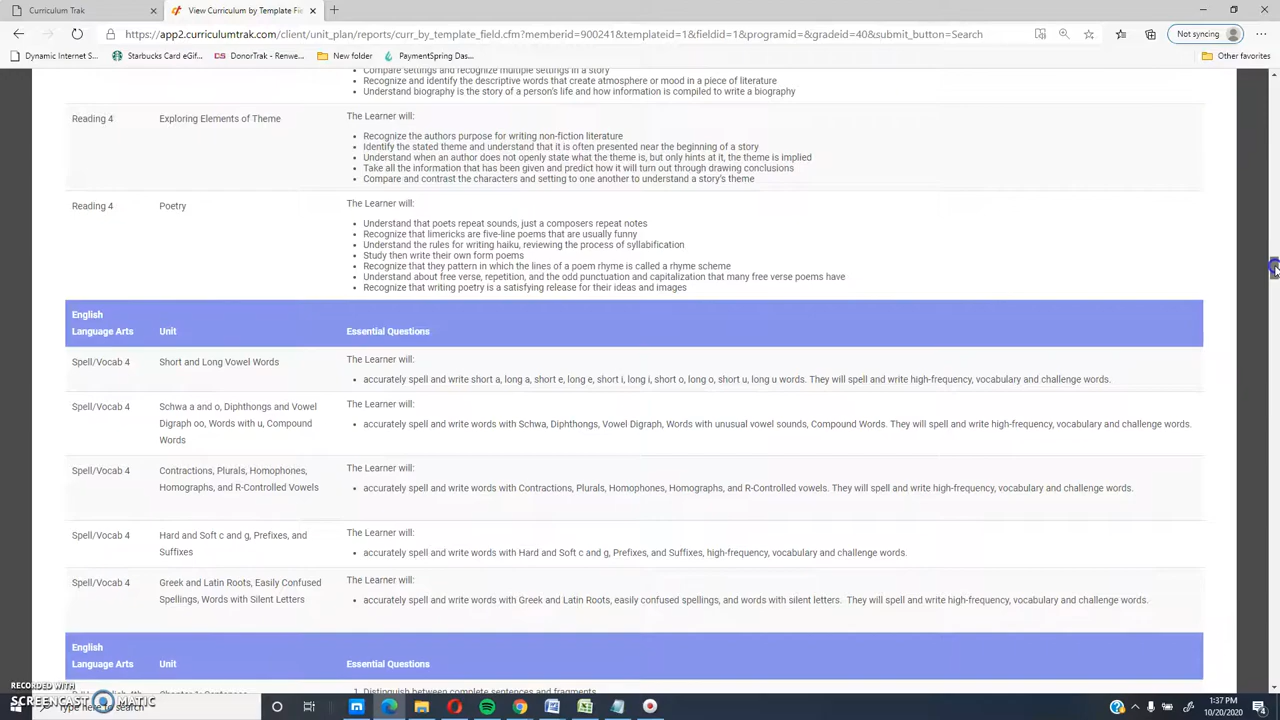 Curriculum Trak
View Curriculum by Template Fie
https://app2.curriculumtrak.com/client/unit_plan/reports/curr_by_template_field.cfm?memberid=900241&templateid=1&fieldid=1&programid=&gradeid=40&submit_button=Search
Not syncing
Dynamic Internet S...
Starbucks Card eGif...
DonorTrak - Renwe...
New folder
PaymentSpring Das...
Other favorites
Compare settings and recognize multiple settings in a story
Recognize and identify the descriptive words that create atmosphere or mood in a piece of literature
Understand biography is the story of a person's life and how information is compiled to write a biography
Reading 4
Exploring Elements of Theme
The Learner will:
Recognize the authors purpose for writing non-fiction literature
Identify the stated theme and understand that it is often presented near the beginning of a story
Understand when an author does not openly state what the theme is, but only hints at it, the theme is implied
Take all the information that has been given and predict how it will turn out through drawing conclusions
Compare and contrast the characters and setting to one another to understand a story's theme
Reading 4
Poetry
The Learner will:
Understand that poets repeat sounds, just a composers repeat notes
Recognize that limericks are five-line poems that are usually funny
Understand the rules for writing haiku, reviewing the process of syllabification
Study then write their own form poems
Recognize that they pattern in which the lines of a poem rhyme is called a rhyme scheme
Understand about free verse, repetition, and the odd punctuation and capitalization that many free verse poems have
Recognize that writing poetry is a satisfying release for their ideas and images
English
Language Arts
Unit
Essential Questions
Spell/Vocab 4
Short and Long Vowel Words
The Learner will:
accurately spell and write short a, long a, short e, long e, short i, long i, short o, long o, short u, long u words. They will spell and write high-frequency, vocabulary and challenge words.
Spell/Vocab 4
Schwa a and o, Diphthongs and Vowel
Digraph oo, Words with u, Compound
Words
The Learner will:
accurately spell and write words with Schwa, Diphthongs, Vowel Digraph, Words with unusual vowel sounds, Compound Words. They will spell and write high-frequency, vocabulary and challenge words.
Spell/Vocab 4
Contractions, Plurals, Homophones,
Homographs, and R-Controlled Vowels
The Learner will:
accurately spell and write words with Contractions, Plurals, Homophones, Homographs, and R-Controlled vowels. They will spell and write high-frequency, vocabulary and challenge words.
Spell/Vocab 4
Hard and Soft c and g, Prefixes, and
Suffixes
The Learner will:
accurately spell and write words with Hard and Soft c and g, Prefixes, and Suffixes, high-frequency, vocabulary and challenge words.
Spell/Vocab 4
Greek and Latin Roots, Easily Confused
Spellings, Words with Silent Letters
The Learner will:
accurately spell and write words with Greek and Latin Roots, easily confused spellings, and words with silent letters. They will spell and write high-frequency, vocabulary and challenge words.
English
Language Arts
Unit
Essential Questions
Chapter 1: Sentences
1. Distinguish between complete sentences and fragments
RECORDED WITH
SCREENCAST MATIC
Type here to search
1:37 PM
10/20/2020